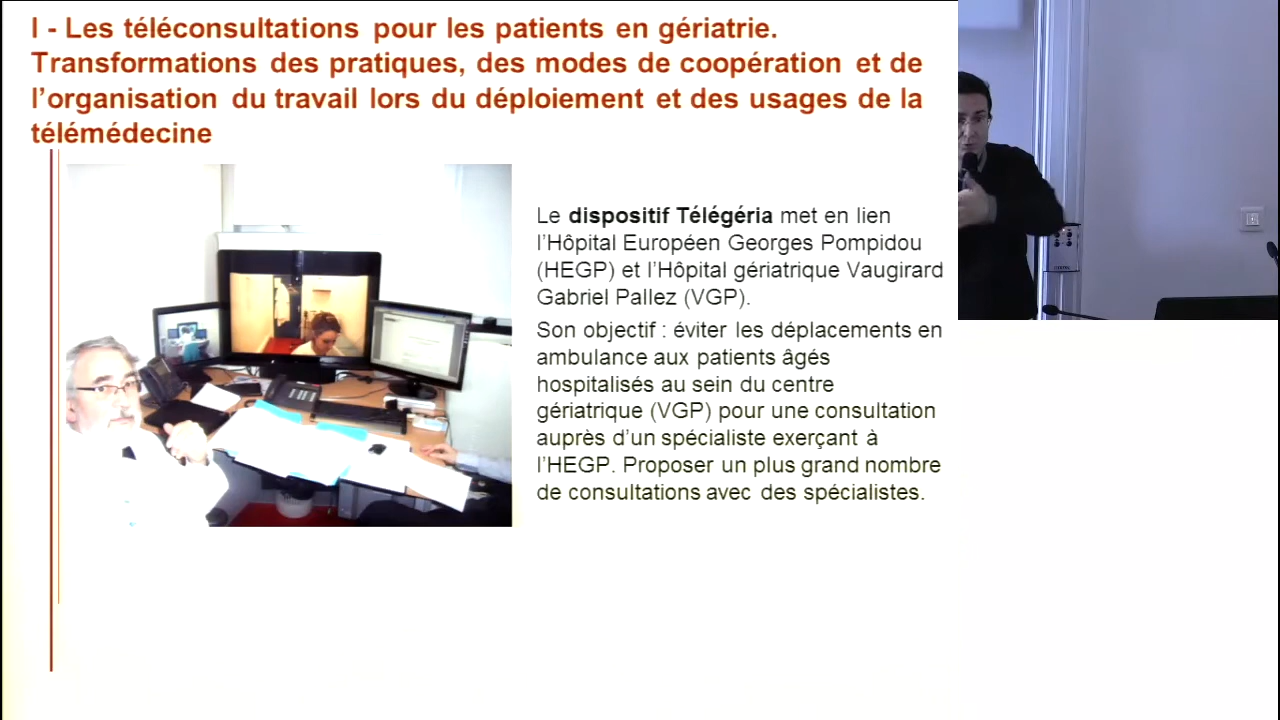 I - Les téléconsultations pour les patients en gériatrie.
Transformations des pratiques, des modes de coopération et de
l’organisation du travail lors du déploiement et des usages de la
télémédecine
Le dispositif Télégéria met en lien
l’Hôpital Européen Georges Pompidou
(HEGP) et l’Hôpital gériatrique Vaugirard
Gabriel Pallez (VGP).
Son objectif : éviter les déplacements en
ambulance aux patients âgés
hospitalisés au sein du centre
gériatrique (VGP) pour une consultation
auprès d’un spécialiste exerçant à
l’HEGP. Proposer un plus grand nombre
de consultations avec des spécialistes.